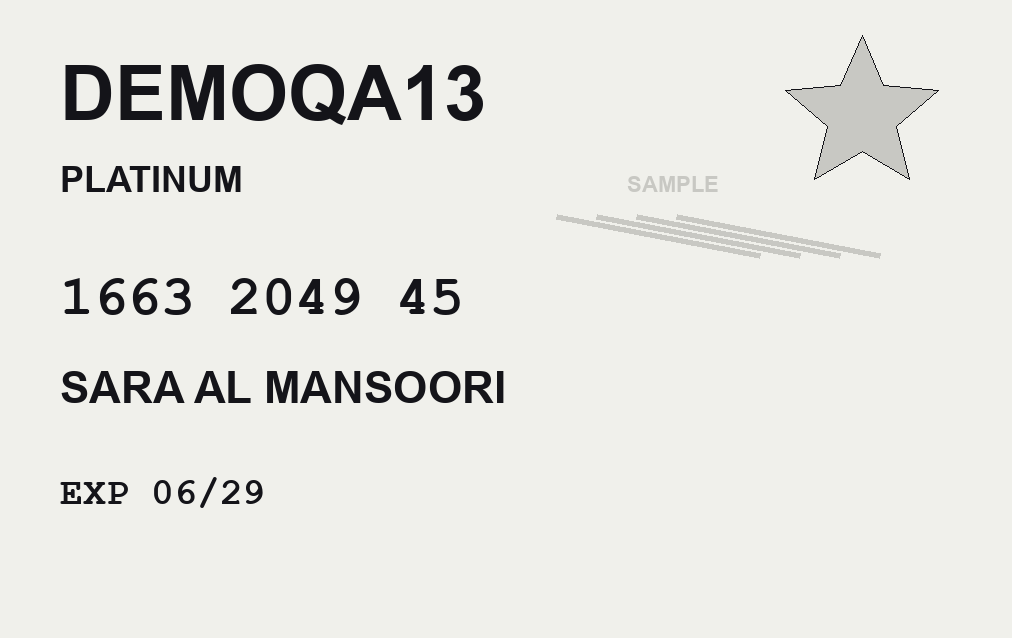 DEMOQA13
PLATINUM
SAMPLE
1663 2049 45
SARA AL MANSOORI
EXP 06/29